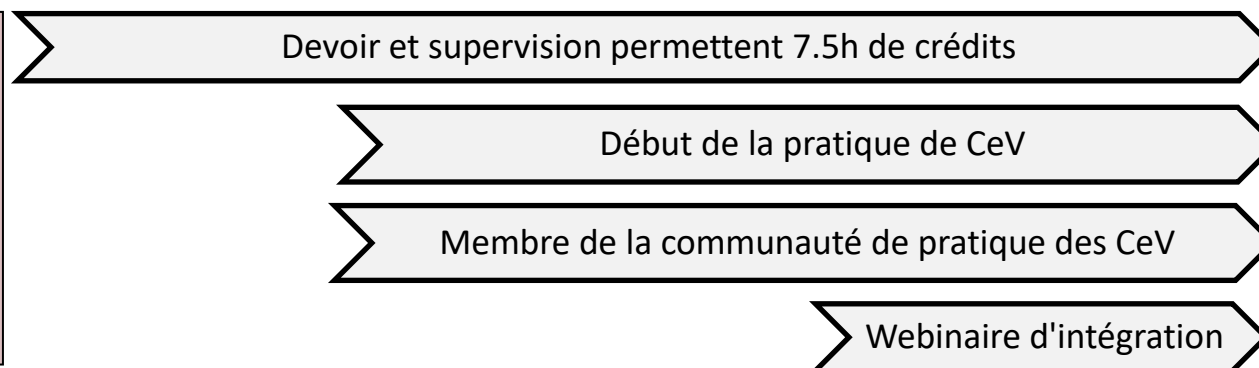 Devoir et supervision permettent 7.5h de crédits
Début de la pratique de CeV
Membre de la communauté de pratique des CeV
Webinaire d'intégration